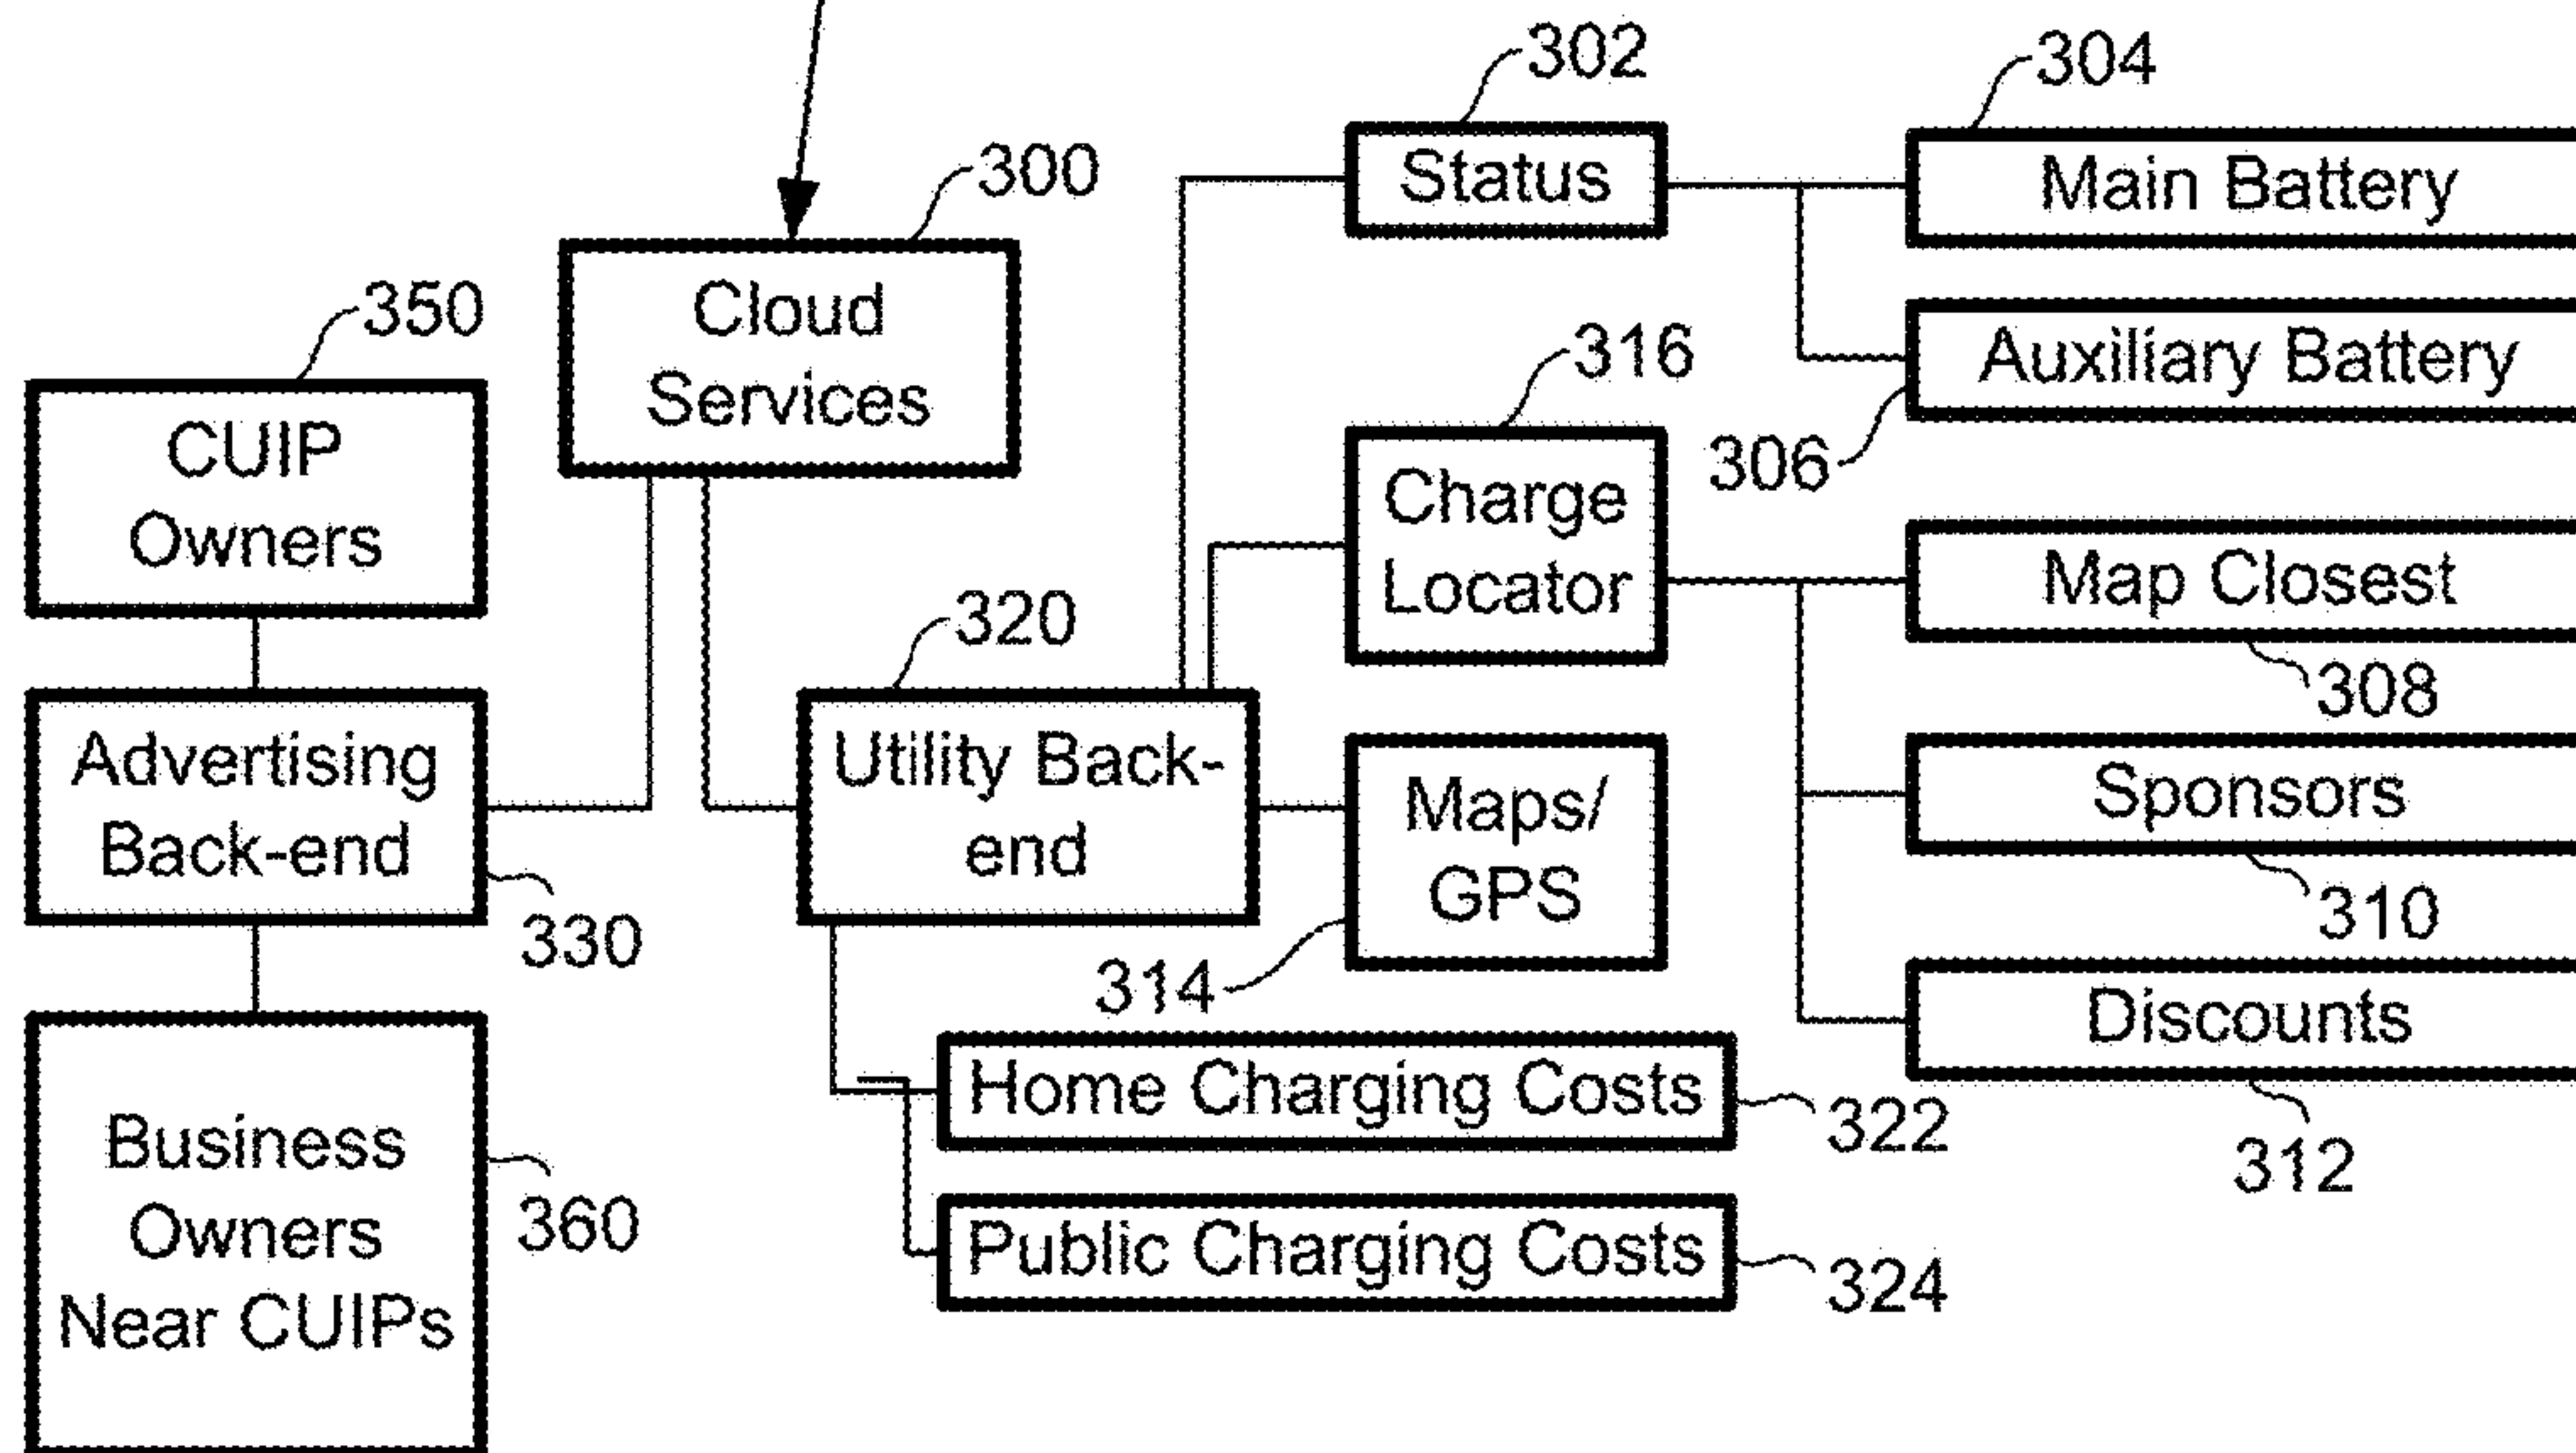 302
304
Status
Main Battery
300
350
Cloud
Services
316
Auxiliary Battery
306
CUIP
Owners
Charge
Locator
Map Closest
308
320
Advertising
Back-end
330
Utility Back-
end
Maps/
GPS
314
Sponsors
310
Discounts
312
Home Charging Costs
322
Business
Owners
Near CUIPs
360
Public Charging Costs
324